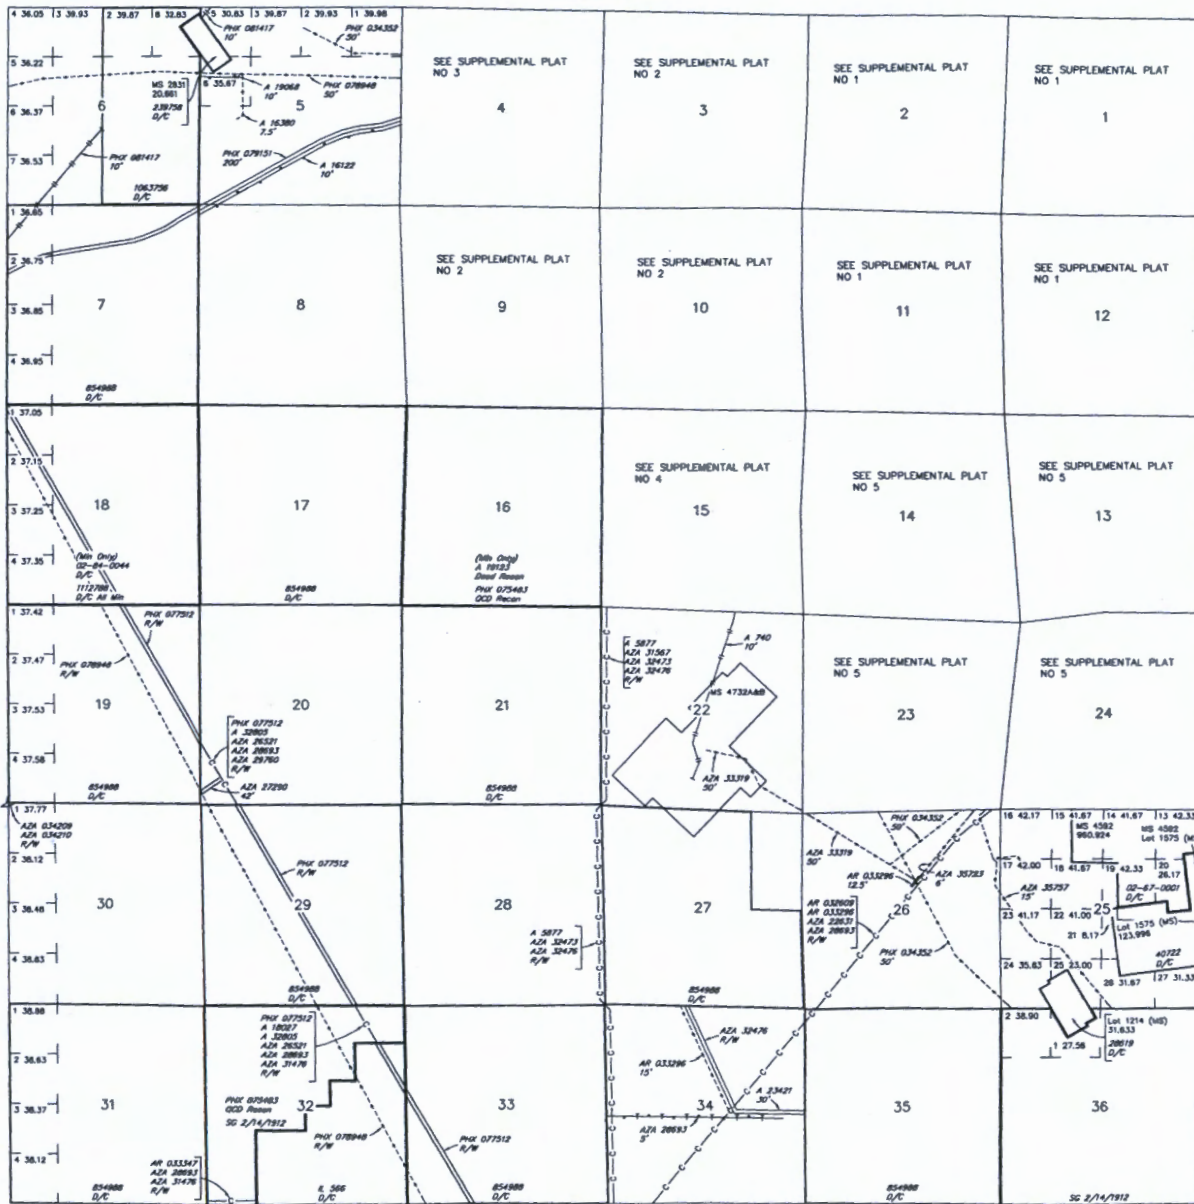 4 36.05 3 39.93 2 39.87 8 32.83 5 30.83 3 39.87 2 39.93 1 39.98
PHX 081417
10'
PHX 034352
50'
5 36.22
MS 2831
20.661
239758
D/C
6 35.67
A 19068
10'
PHX 078948
50'
A 16380
7.5'
6 36.37
6
5
7 36.53
PHX 081417
10'
PHX 079151
200'
A 16122
10'
1063756
D/C
SEE SUPPLEMENTAL PLAT
NO 3
4
SEE SUPPLEMENTAL PLAT
NO 2
3
SEE SUPPLEMENTAL PLAT
NO 1
2
SEE SUPPLEMENTAL PLAT
NO 1
1
1 36.65
2 36.75
3 36.85
4 36.95
7
854988
D/C
8
SEE SUPPLEMENTAL PLAT
NO 2
9
SEE SUPPLEMENTAL PLAT
NO 2
10
SEE SUPPLEMENTAL PLAT
NO 1
11
SEE SUPPLEMENTAL PLAT
NO 1
12
1 37.05
2 37.15
3 37.25
4 37.35
18
(Min Only)
02-84-0044
D/C
1112788
D/C All Min
17
854988
D/C
16
(Min Only)
A 19123
Deed Recon
PHX 075483
QCD Recon
SEE SUPPLEMENTAL PLAT
NO 4
15
SEE SUPPLEMENTAL PLAT
NO 5
14
SEE SUPPLEMENTAL PLAT
NO 5
13
1 37.42
2 37.47
3 37.53
4 37.58
PHX 077512
R/W
PHX 078948
R/W
19
854988
D/C
20
PHX 077512
A 32805
AZA 26521
AZA 28693
AZA 29760
R/W
AZA 27290
42'
21
854988
D/C
A 5877
AZA 31567
AZA 32473
AZA 32476
R/W
A 740
10'
MS 4732A&B
22
AZA 33319
50'
SEE SUPPLEMENTAL PLAT
NO 5
23
SEE SUPPLEMENTAL PLAT
NO 5
24
1 37.77
AZA 034209
AZA 034210
R/W
2 38.12
3 38.48
4 38.83
30
854988
D/C
PHX 077512
R/W
29
28
A 5877
AZA 32473
AZA 32476
R/W
27
854988
D/C
AZA 33319
50'
PHX 034352
50'
AR 033296
12.5'
AZA 35723
6'
AR 032609
AR 033296
AZA 22631
AZA 28693
R/W
26
PHX 034352
50'
16 42.17 15 41.67 14 41.67 13 42.33
MS 4592
960.924
MS 4592
Lot 1575 (MS)
17 42.00 18 41.67 19 42.33 20 26.17
AZA 35757
15'
02-67-0001
D/C
23 41.17 22 41.00 25
21 8.17
Lot 1575 (MS)
123.996
40722
D/C
24 35.83 25 23.00
26 31.67 27 31.33
1 38.88
2 38.63
3 38.37
4 38.12
31
854988
D/C
PHX 077512
A 18027
A 32805
AZA 26521
AZA 28693
AZA 31476
R/W
PHX 075483
QCD Recon
SG 2/14/1912
32
PHX 078948
R/W
AR 033347
AZA 28693
AZA 31476
R/W
IL 566
D/C
33
PHX 077512
R/W
854988
D/C
AZA 32476
R/W
AR 033296
15'
A 23421
30'
34
AZA 28693
5'
35
854988
D/C
2 38.90
1 27.56
Lot 1214 (MS)
31.633
28619
D/C
36
SG 2/14/1912